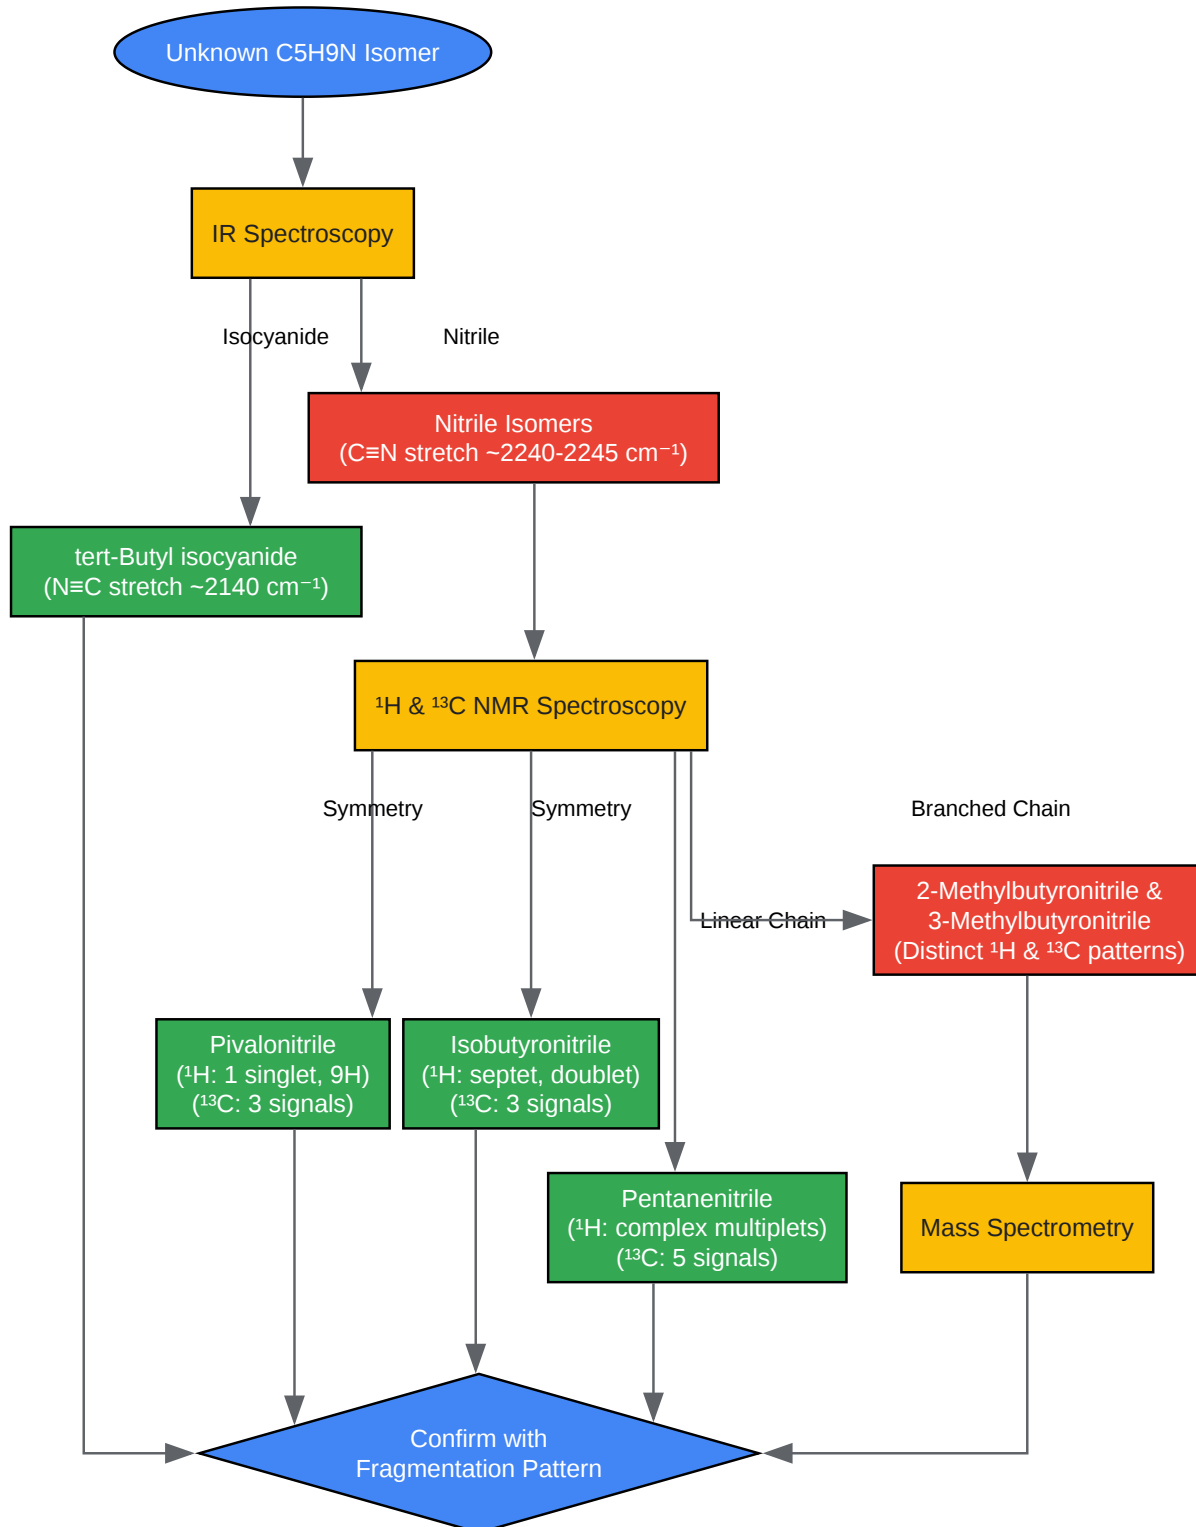 Unknown C5H9N Isomer
IR Spectroscopy
Isocyanide
Nitrile
Nitrile Isomers
(C≡N stretch ~2240-2245 cm⁻¹)
tert-Butyl isocyanide
(N≡C stretch ~2140 cm⁻¹)
¹H & ¹³C NMR Spectroscopy
Symmetry
Symmetry
Branched Chain
Linear Chain
2-Methylbutyronitrile &
3-Methylbutyronitrile
(Distinct ¹H & ¹³C patterns)
Pivalonitrile
(¹H: 1 singlet, 9H)
(¹³C: 3 signals)
Isobutyronitrile
(¹H: septet, doublet)
(¹³C: 3 signals)
Pentanenitrile
(¹H: complex multiplets)
(¹³C: 5 signals)
Mass Spectrometry
Confirm with
Fragmentation Pattern